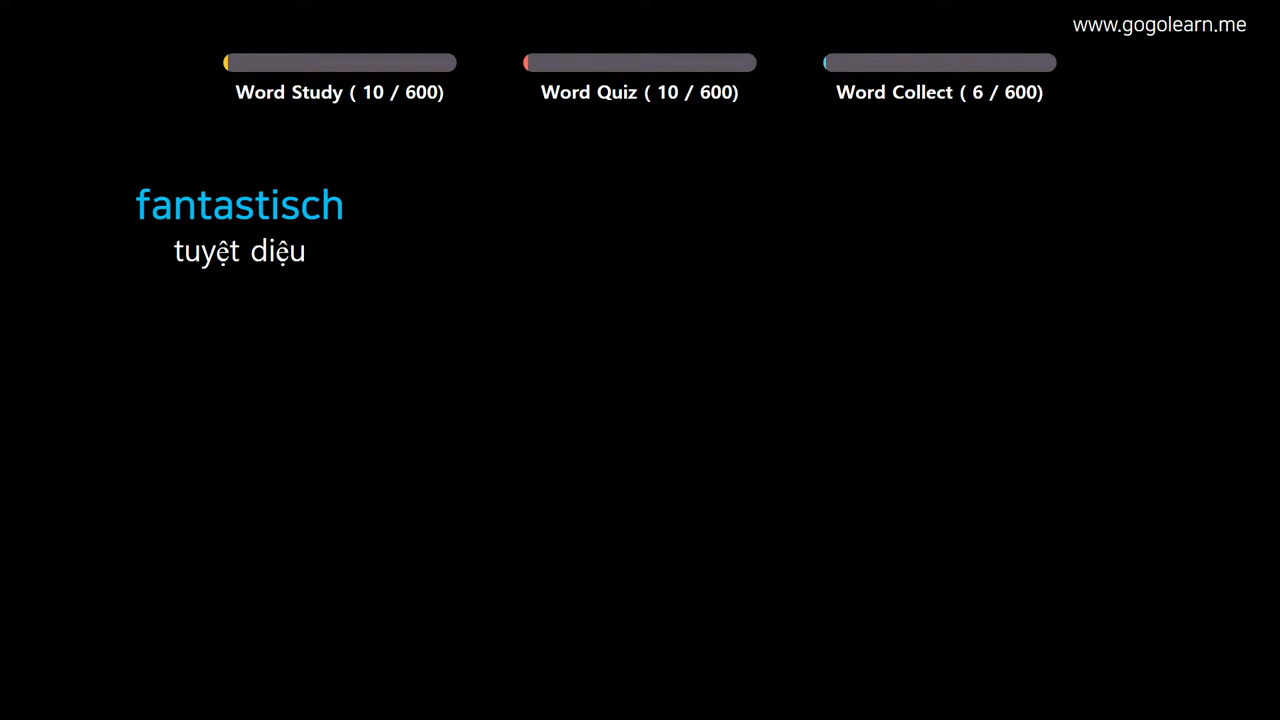 www.gogolearn.me
Word Study ( 10 / 600)
Word Quiz ( 10 / 600)
Word Collect ( 6 / 600)
fantastisch
tuyệt diệu